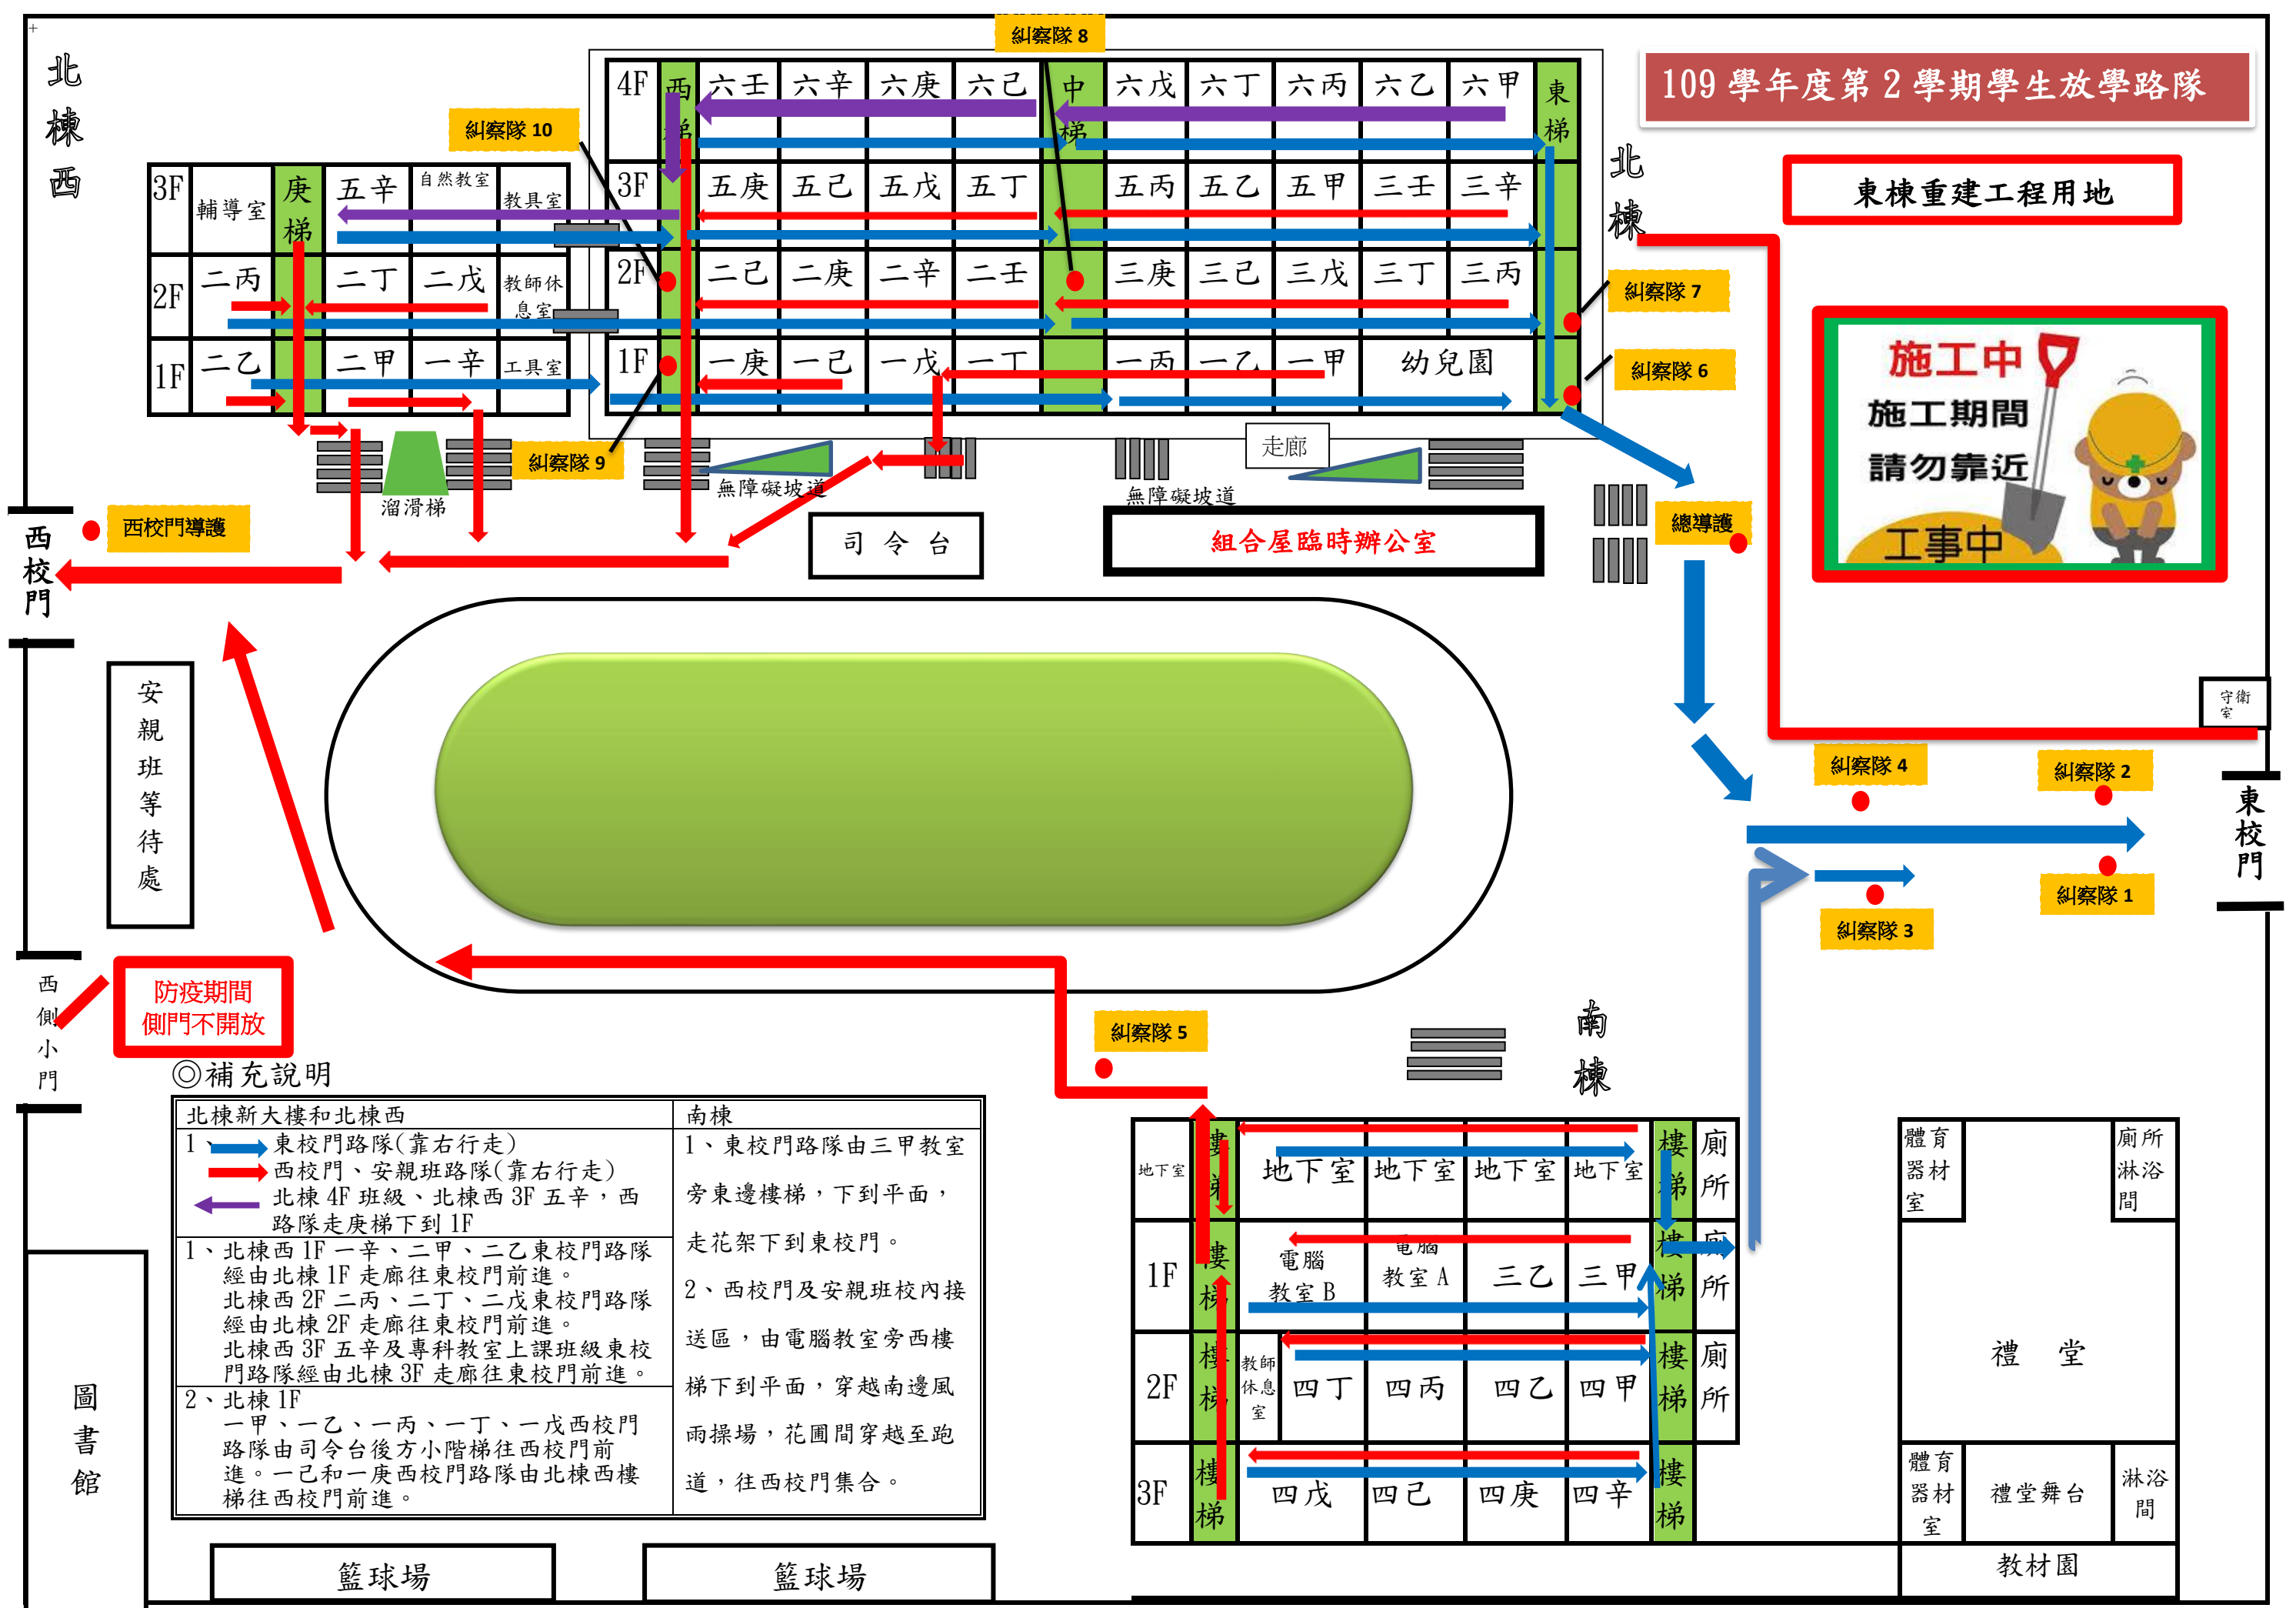 109 學年度第 2 學期學生放學路隊
糾察隊 8
北棟西
糾察隊 10
4F 西梯 六壬 六辛 六庚 六己 中梯 六戊 六丁 六丙 六乙 六甲 東梯
3F 五庚 五己 五戊 五丁 五丙 五乙 五甲 三壬 三辛
2F 二己 二庚 二辛 二壬 三庚 三己 三戊 三丁 三丙
1F 一庚 一己 一戊 一丁 一丙 一乙 一甲 幼兒園
3F 輔導室 庚梯 五辛 自然教室 教具室
2F 二丙 二丁 二戊 教師休息室
1F 二乙 二甲 一辛 工具室
北棟
東棟重建工程用地
糾察隊 7
糾察隊 6
施工中
施工期間
請勿靠近
工事中
糾察隊 9
溜滑梯
無障礙坡道
走廊
無障礙坡道
西校門導護
西校門
司令台
組合屋臨時辦公室
總導護
安親班等待處
守衛室
糾察隊 4
糾察隊 2
東校門
糾察隊 3
糾察隊 1
西側小門
防疫期間
側門不開放
糾察隊 5
南棟
◎補充說明
北棟新大樓和北棟西
1、 東校門路隊(靠右行走)
西校門、安親班路隊(靠右行走)
北棟 4F 班級、北棟西 3F 五辛，西
路隊走庚梯下到 1F
1、北棟西 1F 一辛、二甲、二乙東校門路隊
經由北棟 1F 走廊往東校門前進。
北棟西 2F 二丙、二丁、二戊東校門路隊
經由北棟 2F 走廊往東校門前進。
北棟西 3F 五辛及專科教室上課班級東校
門路隊經由北棟 3F 走廊往東校門前進。
2、北棟 1F
一甲、一乙、一丙、一丁、一戊西校門
路隊由司令台後方小階梯往西校門前
進。一己和一庚西校門路隊由北棟西樓
梯往西校門前進。
南棟
1、東校門路隊由三甲教室
旁東邊樓梯，下到平面，
走花架下到東校門。
2、西校門及安親班校內接
送區，由電腦教室旁西樓
梯下到平面，穿越南邊風
雨操場，花圃間穿越至跑
道，往西校門集合。
地下室 樓梯 地下室 地下室 地下室 地下室 樓梯 廁所
1F 樓梯 電腦教室 B 電腦教室 A 三乙 三甲 樓梯 廁所
2F 樓梯 教師休息室 四丁 四丙 四乙 四甲 樓梯 廁所
3F 樓梯 四戊 四己 四庚 四辛 樓梯
體育器材室
廁所淋浴間
禮堂
體育器材室
禮堂舞台
淋浴間
教材園
圖書館
籃球場
籃球場